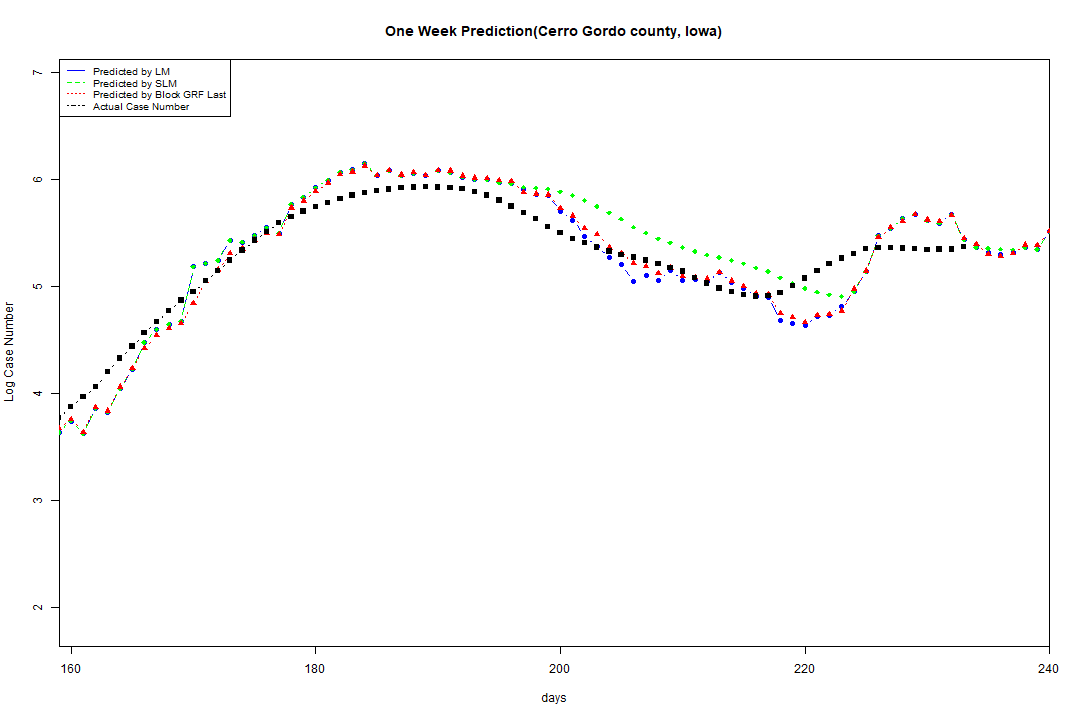 One Week Prediction(Cerro Gordo county, Iowa)
Predicted by LM
Predicted by SLM
Predicted by Block GRF Last
Actual Case Number
7
6
5
4
3
2
Log Case Number
160 180 200 220 240
days